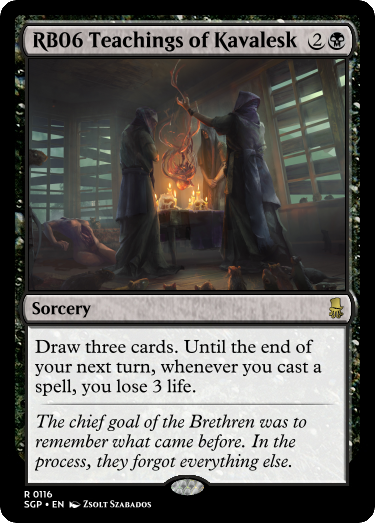 RB06 Teachings of Kavalesk 2
Sorcery
Draw three cards. Until the end of
your next turn, whenever you cast a
spell, you lose 3 life.
The chief goal of the Brethren was to
remember what came before. In the
process, they forgot everything else.
R 0116
SGP • EN Zsolt Szabados